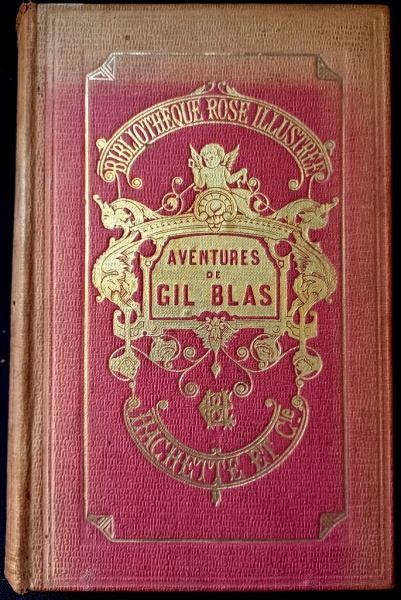 BIBLIOTHÈQUE ROSE ILLUSTRÉE
AVENTURES
DE
GIL BLAS
HACHETTE ET Cie